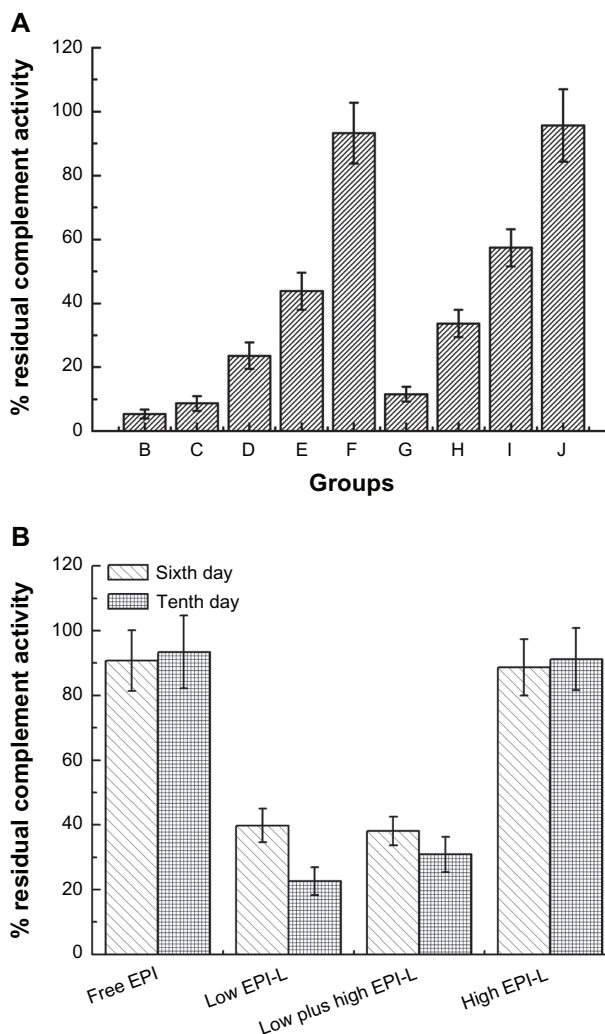 A
120
100
80
60
40
20
0
% residual complement activity
B C D E F G H I J
Groups
B
120
100
80
60
40
20
0
% residual complement activity
Sixth day
Tenth day
Free EPI
Low EPI-L
Low plus high EPI-L
High EPI-L